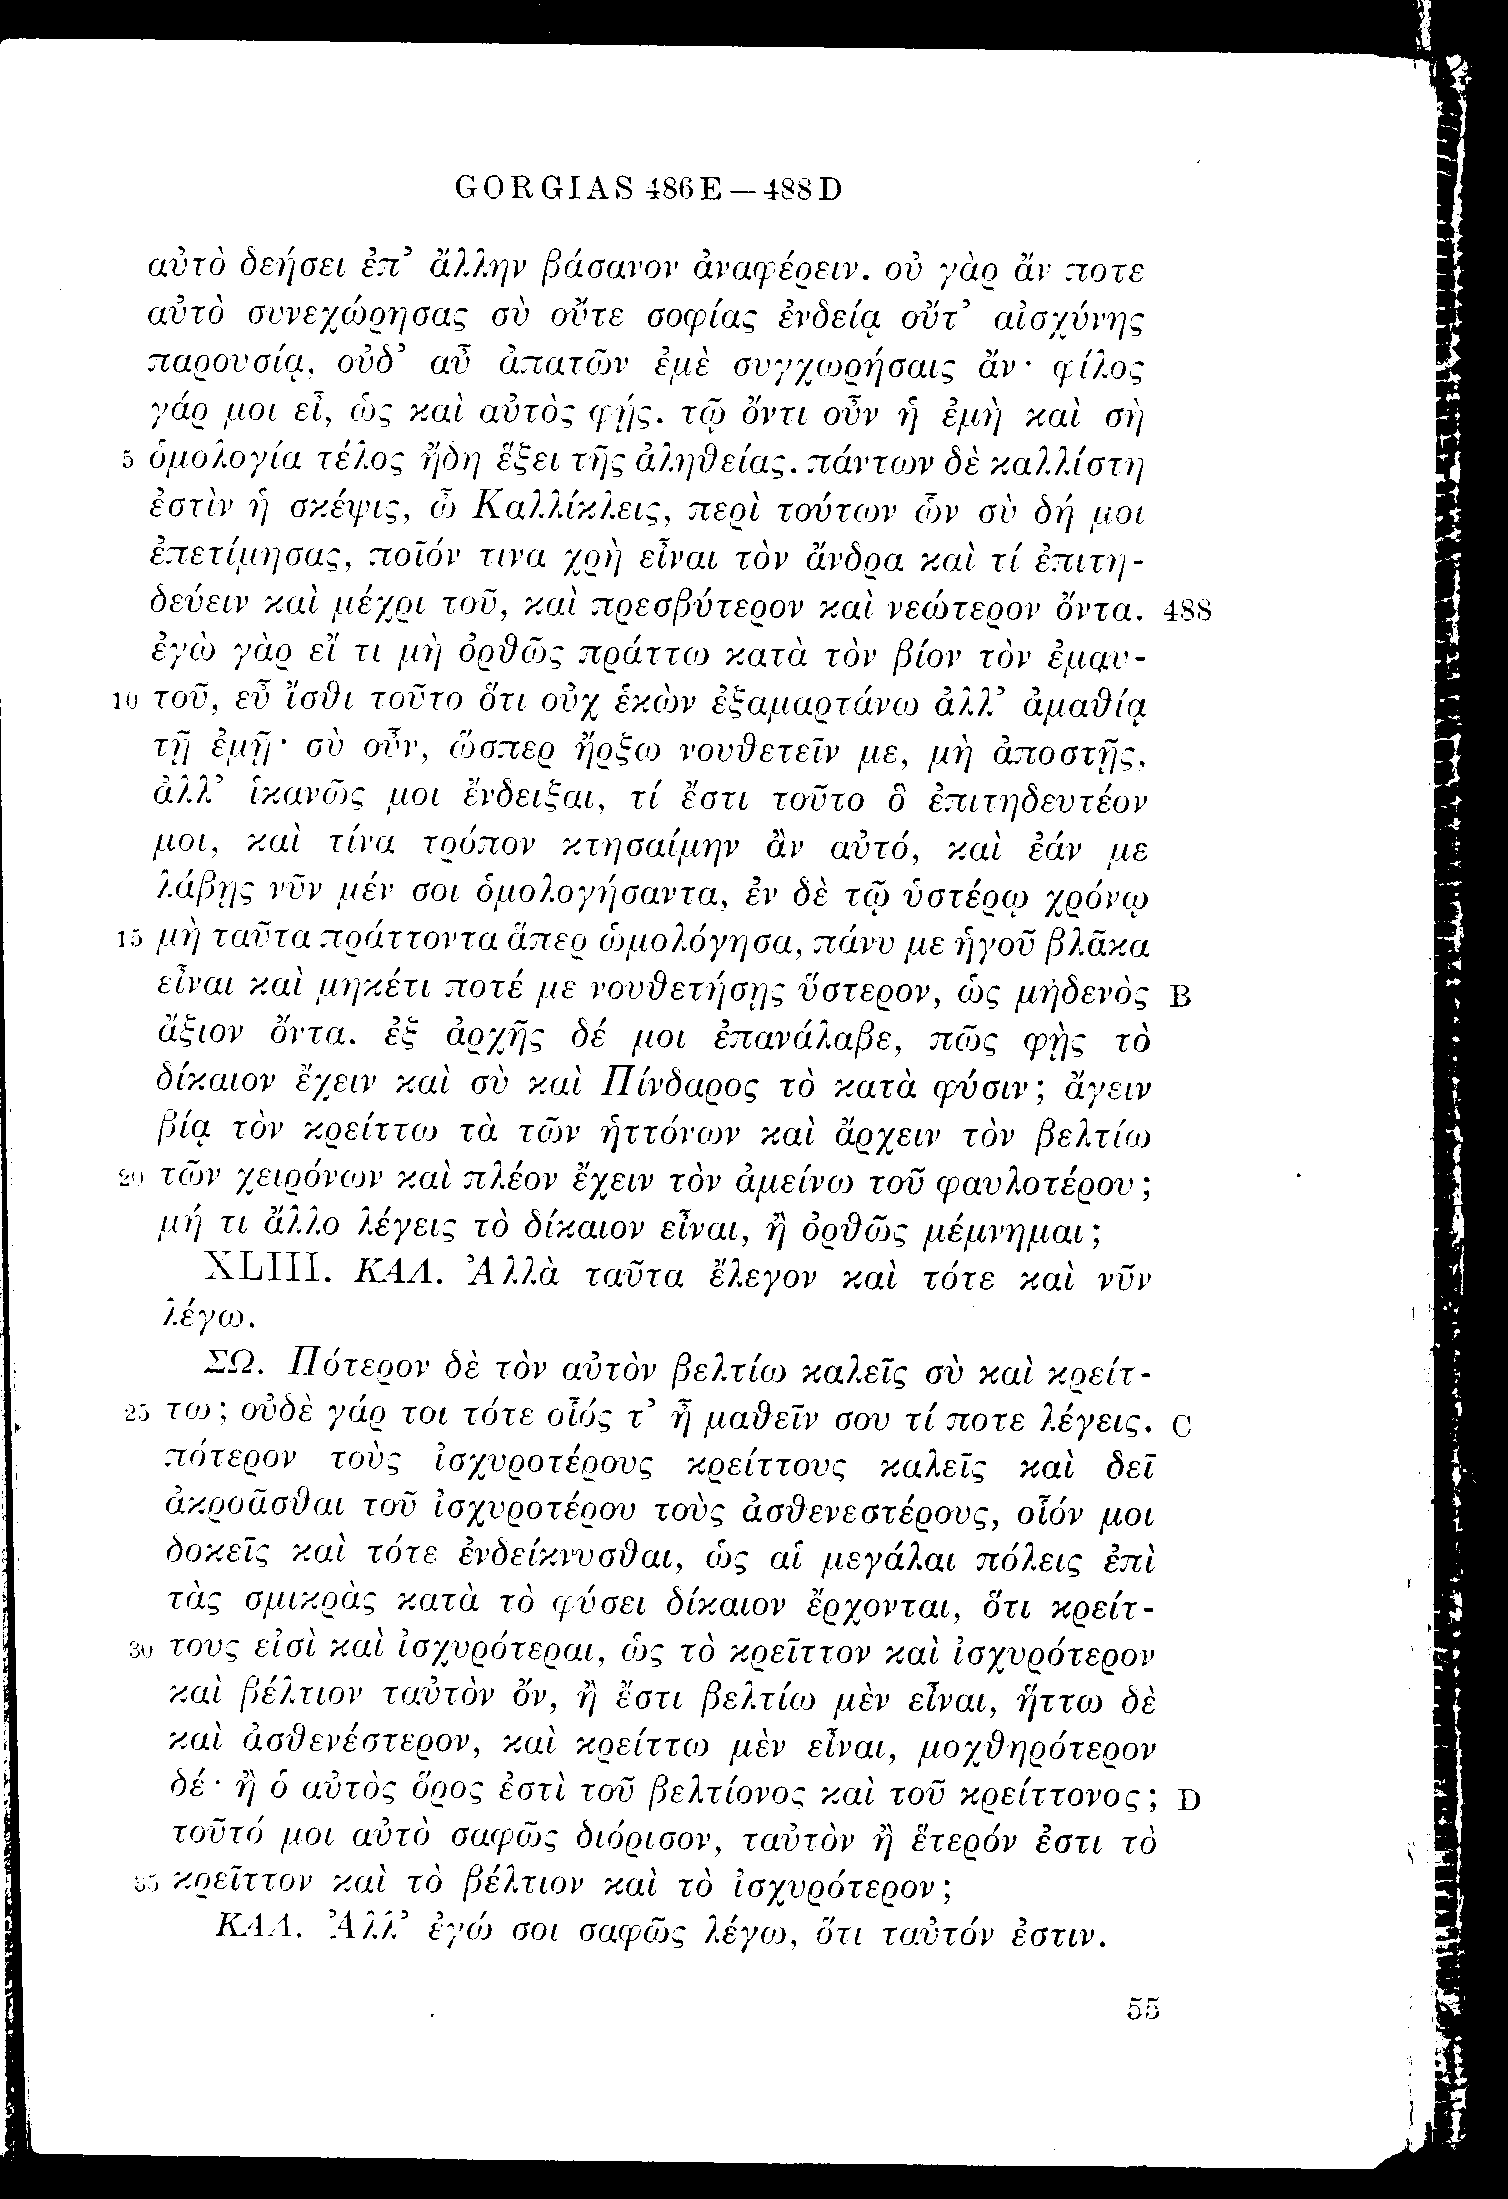 GORGIAS 486 E — 488 D
αὐτὸ δεήσει ἐπ’ ἄλλην βάσανον ἀναφέρειν. οὐ γὰρ ἄν ποτε
αὐτὸ συνεχώρησας σὺ οὔτε σοφίας ἐνδείᾳ οὔτ’ αἰσχύνης
παρουσίᾳ, οὐδ’ αὖ ἀπατῶν ἐμὲ συγχωρήσαις ἄν· φίλος
γάρ μοι εἶ, ὡς καὶ αὐτὸς φῄς. τῷ ὄντι οὖν ἡ ἐμὴ καὶ σὴ
5 ὁμολογία τέλος ἤδη ἕξει τῆς ἀληθείας. πάντων δὲ καλλίστη
ἐστὶν ἡ σκέψις, ὦ Καλλίκλεις, περὶ τούτων ὧν σὺ δή μοι
ἐπετίμησας, ποῖόν τινα χρὴ εἶναι τὸν ἄνδρα καὶ τί ἐπιτη-
δεύειν καὶ μέχρι τοῦ, καὶ πρεσβύτερον καὶ νεώτερον ὄντα. 488
ἐγὼ γὰρ εἴ τι μὴ ὀρθῶς πράττω κατὰ τὸν βίον τὸν ἐμαυ-
10 τοῦ, εὖ ἴσθι τοῦτο ὅτι οὐχ ἑκὼν ἐξαμαρτάνω ἀλλ’ ἀμαθίᾳ
τῇ ἐμῇ· σὺ οὖν, ὥσπερ ἤρξω νουθετεῖν με, μὴ ἀποστῇς,
ἀλλ’ ἱκανῶς μοι ἔνδειξαι, τί ἔστι τοῦτο ὃ ἐπιτηδευτέον
μοι, καὶ τίνα τρόπον κτησαίμην ἂν αὐτό, καὶ ἐάν με
λάβῃς νῦν μέν σοι ὁμολογήσαντα, ἐν δὲ τῷ ὑστέρῳ χρόνῳ
15 μὴ ταῦτα πράττοντα ἅπερ ὡμολόγησα, πάνυ με ἡγοῦ βλᾶκα
εἶναι καὶ μηκέτι ποτέ με νουθετήσῃς ὕστερον, ὡς μηδενὸς B
ἄξιον ὄντα. ἐξ ἀρχῆς δέ μοι ἐπανάλαβε, πῶς φῂς τὸ
δίκαιον ἔχειν καὶ σὺ καὶ Πίνδαρος τὸ κατὰ φύσιν; ἄγειν
βίᾳ τὸν κρείττω τὰ τῶν ἡττόνων καὶ ἄρχειν τὸν βελτίω
20 τῶν χειρόνων καὶ πλέον ἔχειν τὸν ἀμείνω τοῦ φαυλοτέρου;
μή τι ἄλλο λέγεις τὸ δίκαιον εἶναι, ἢ ὀρθῶς μέμνημαι;
XLIII. ΚΑΛ. Ἀλλὰ ταῦτα ἔλεγον καὶ τότε καὶ νῦν
λέγω.
ΣΩ. Πότερον δὲ τὸν αὐτὸν βελτίω καλεῖς σὺ καὶ κρείτ-
25 τω; οὐδὲ γάρ τοι τότε οἷός τ’ ἦ μαθεῖν σου τί ποτε λέγεις. C
πότερον τοὺς ἰσχυροτέρους κρείττους καλεῖς καὶ δεῖ
ἀκροᾶσθαι τοῦ ἰσχυροτέρου τοὺς ἀσθενεστέρους, οἷόν μοι
δοκεῖς καὶ τότε ἐνδείκνυσθαι, ὡς αἱ μεγάλαι πόλεις ἐπὶ
τὰς σμικρὰς κατὰ τὸ φύσει δίκαιον ἔρχονται, ὅτι κρείτ-
30 τους εἰσὶ καὶ ἰσχυρότεραι, ὡς τὸ κρεῖττον καὶ ἰσχυρότερον
καὶ βέλτιον ταὐτὸν ὄν, ἢ ἔστι βελτίω μὲν εἶναι, ἥττω δὲ
καὶ ἀσθενέστερον, καὶ κρείττω μὲν εἶναι, μοχθηρότερον
δέ· ἢ ὁ αὐτὸς ὅρος ἐστὶ τοῦ βελτίονος καὶ τοῦ κρείττονος; D
τοῦτό μοι αὐτὸ σαφῶς διόρισον, ταὐτὸν ἢ ἕτερόν ἐστι τὸ
35 κρεῖττον καὶ τὸ βέλτιον καὶ τὸ ἰσχυρότερον;
ΚΑΛ. Ἀλλ’ ἐγώ σοι σαφῶς λέγω, ὅτι ταὐτόν ἐστιν.
55